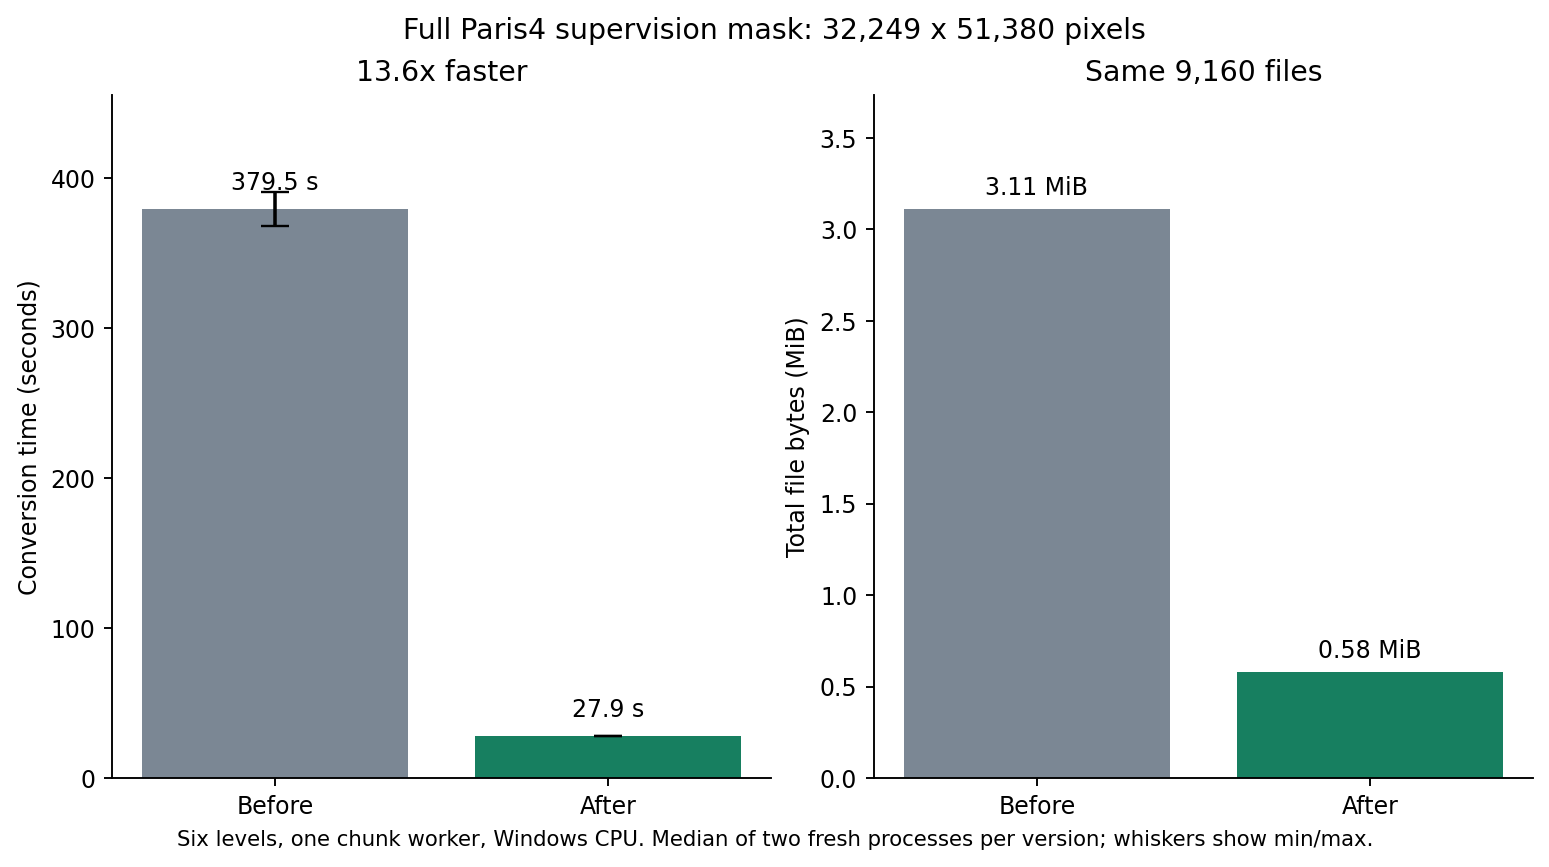 Full Paris4 supervision mask: 32,249 x 51,380 pixels
13.6x faster
Conversion time (seconds)
400
300
200
100
0
379.5 s
27.9 s
Before
After
Same 9,160 files
Total file bytes (MiB)
3.5
3.0
2.5
2.0
1.5
1.0
0.5
0.0
3.11 MiB
0.58 MiB
Before
After
Six levels, one chunk worker, Windows CPU. Median of two fresh processes per version; whiskers show min/max.